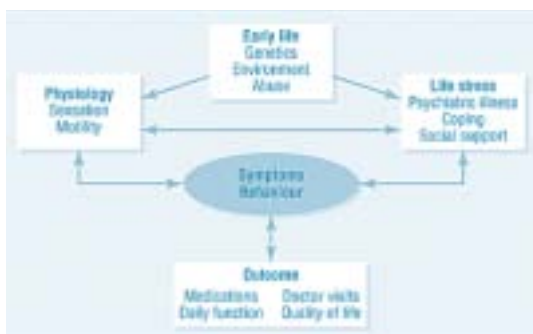 Early life
Genetics
Environment
Abuse
Physiology
Sensation
Motility
Life stress
Psychiatric illness
Coping
Social support
Symptoms
Behaviour
Outcome
Medications Doctor visits
Daily function Quality of life